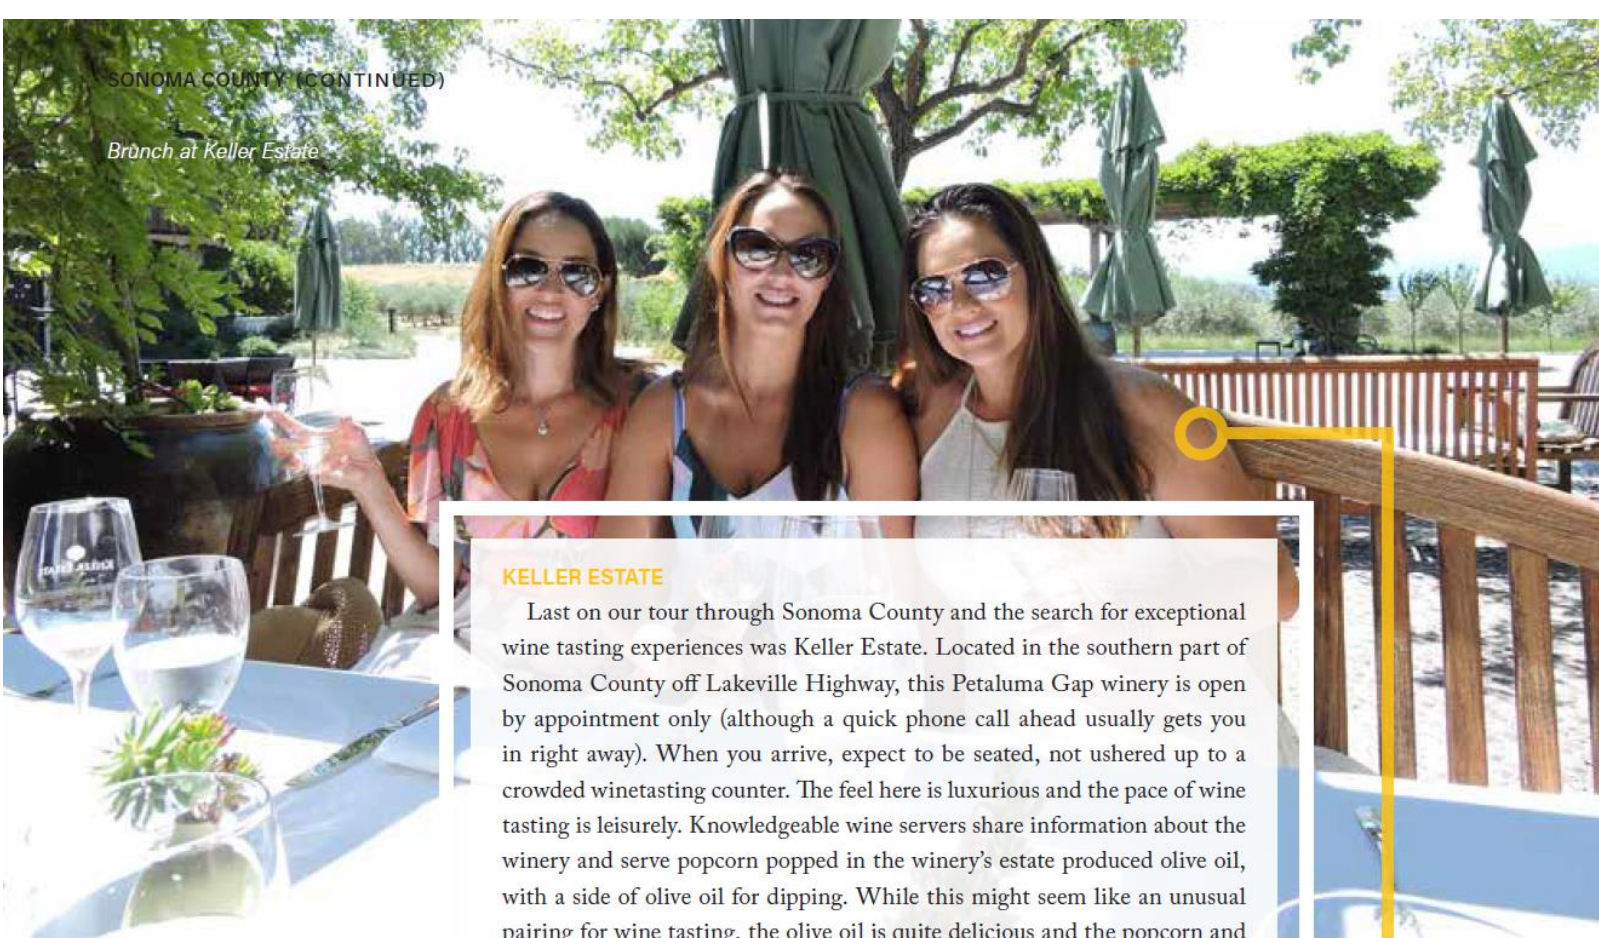 SONOMA COUNTY (CONTINUED)
Brunch at Keller Estate
KELLER ESTATE
Last on our tour through Sonoma County and the search for exceptional
wine tasting experiences was Keller Estate. Located in the southern part of
Sonoma County off Lakeville Highway, this Petaluma Gap winery is open
by appointment only (although a quick phone call ahead usually gets you
in right away). When you arrive, expect to be seated, not ushered up to a
crowded winetasting counter. The feel here is luxurious and the pace of wine
tasting is leisurely. Knowledgeable wine servers share information about the
winery and serve popcorn popped in the winery’s estate produced olive oil,
with a side of olive oil for dipping. While this might seem like an unusual
pairing for wine tasting, the olive oil is quite delicious and the popcorn and